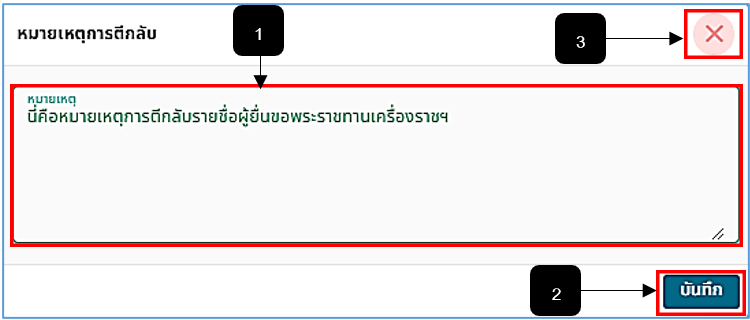 หมายเหตุการตีกลับ
1
3
หมายเหตุ
นี่คือหมายเหตุการตีกลับรายชื่อผู้ยื่นขอพระราชทานเครื่องราชฯ
2
บันทึก